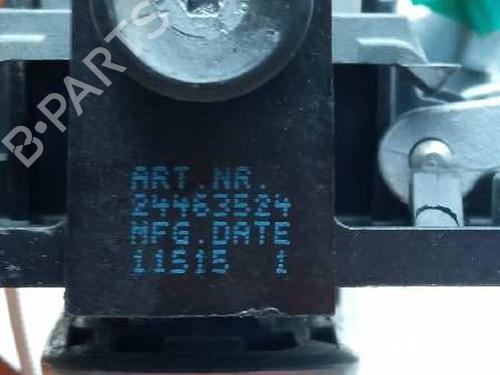 B-PARTS
ART.NR.
24463524
MFG.DATE
11515 1